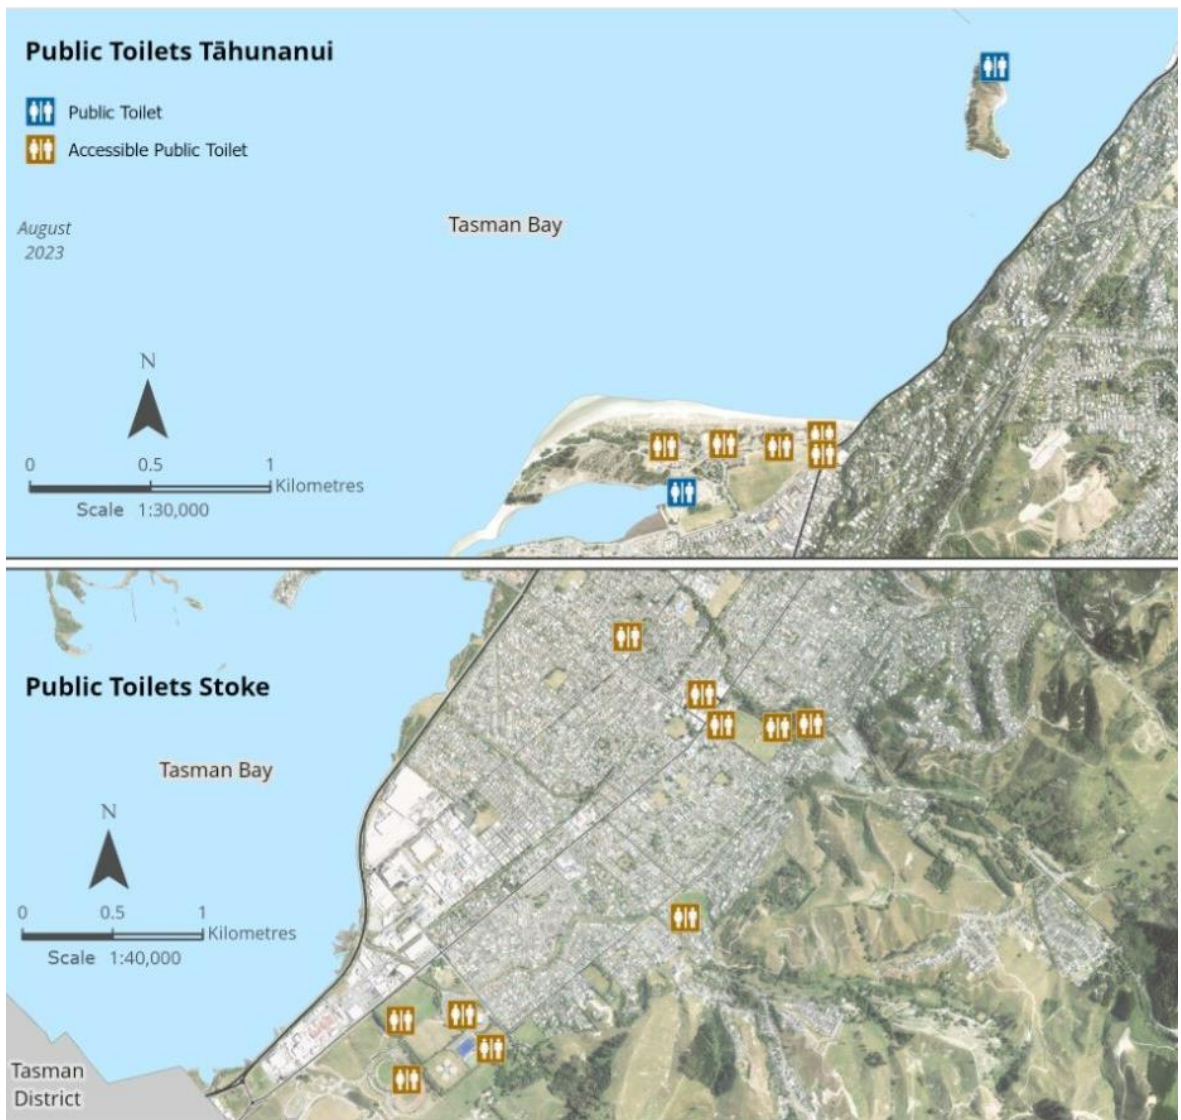 Public Toilets Tāhunanui
Public Toilet
Accessible Public Toilet
August
2023
Tasman Bay
N
0 0.5 1
Kilometres
Scale 1:30,000
Public Toilets Stoke
Tasman Bay
N
0 0.5 1
Kilometres
Scale 1:40,000
Tasman
District